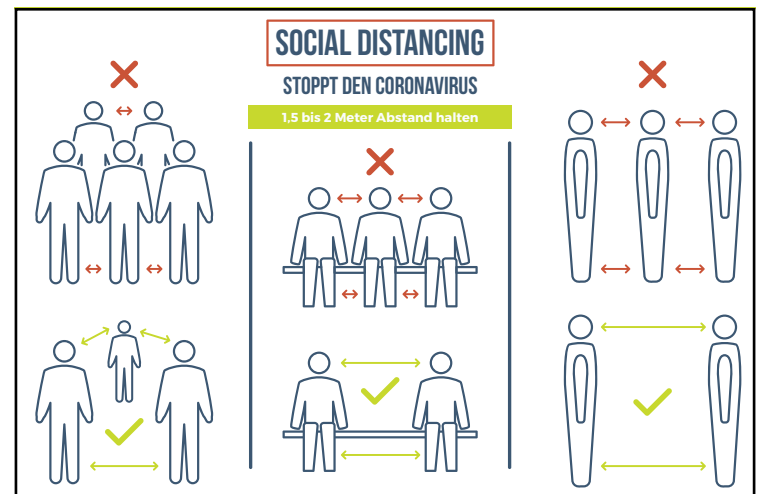 SOCIAL DISTANCING
STOPPT DEN CORONAVIRUS
1,5 bis 2 Meter Abstand halten